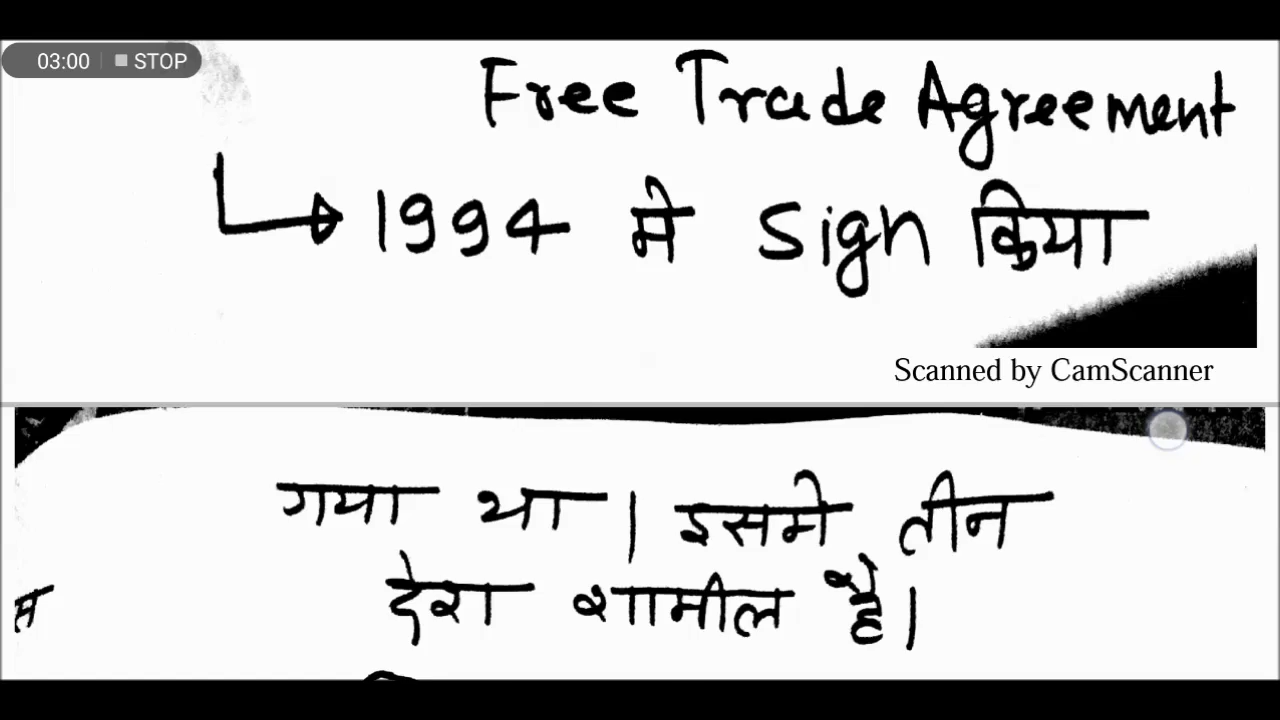 03:00 STOP
Free Trade Agreement
1994 मे sign किया
Scanned by CamScanner
गया था। इसमे तीन
देश शामील है।